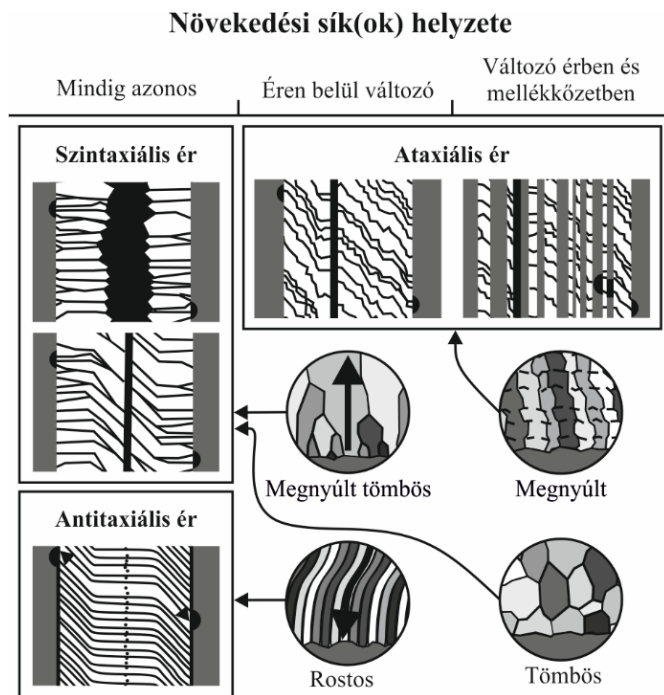 Növekedési sík(ok) helyzete
Mindig azonos
Éren belül változó
Változó érben és
mellékkőzetben
Szintaxiális ér
Ataxiális ér
Megnyúlt tömbös
Megnyúlt
Antitaxiális ér
Rostos
Tömbös